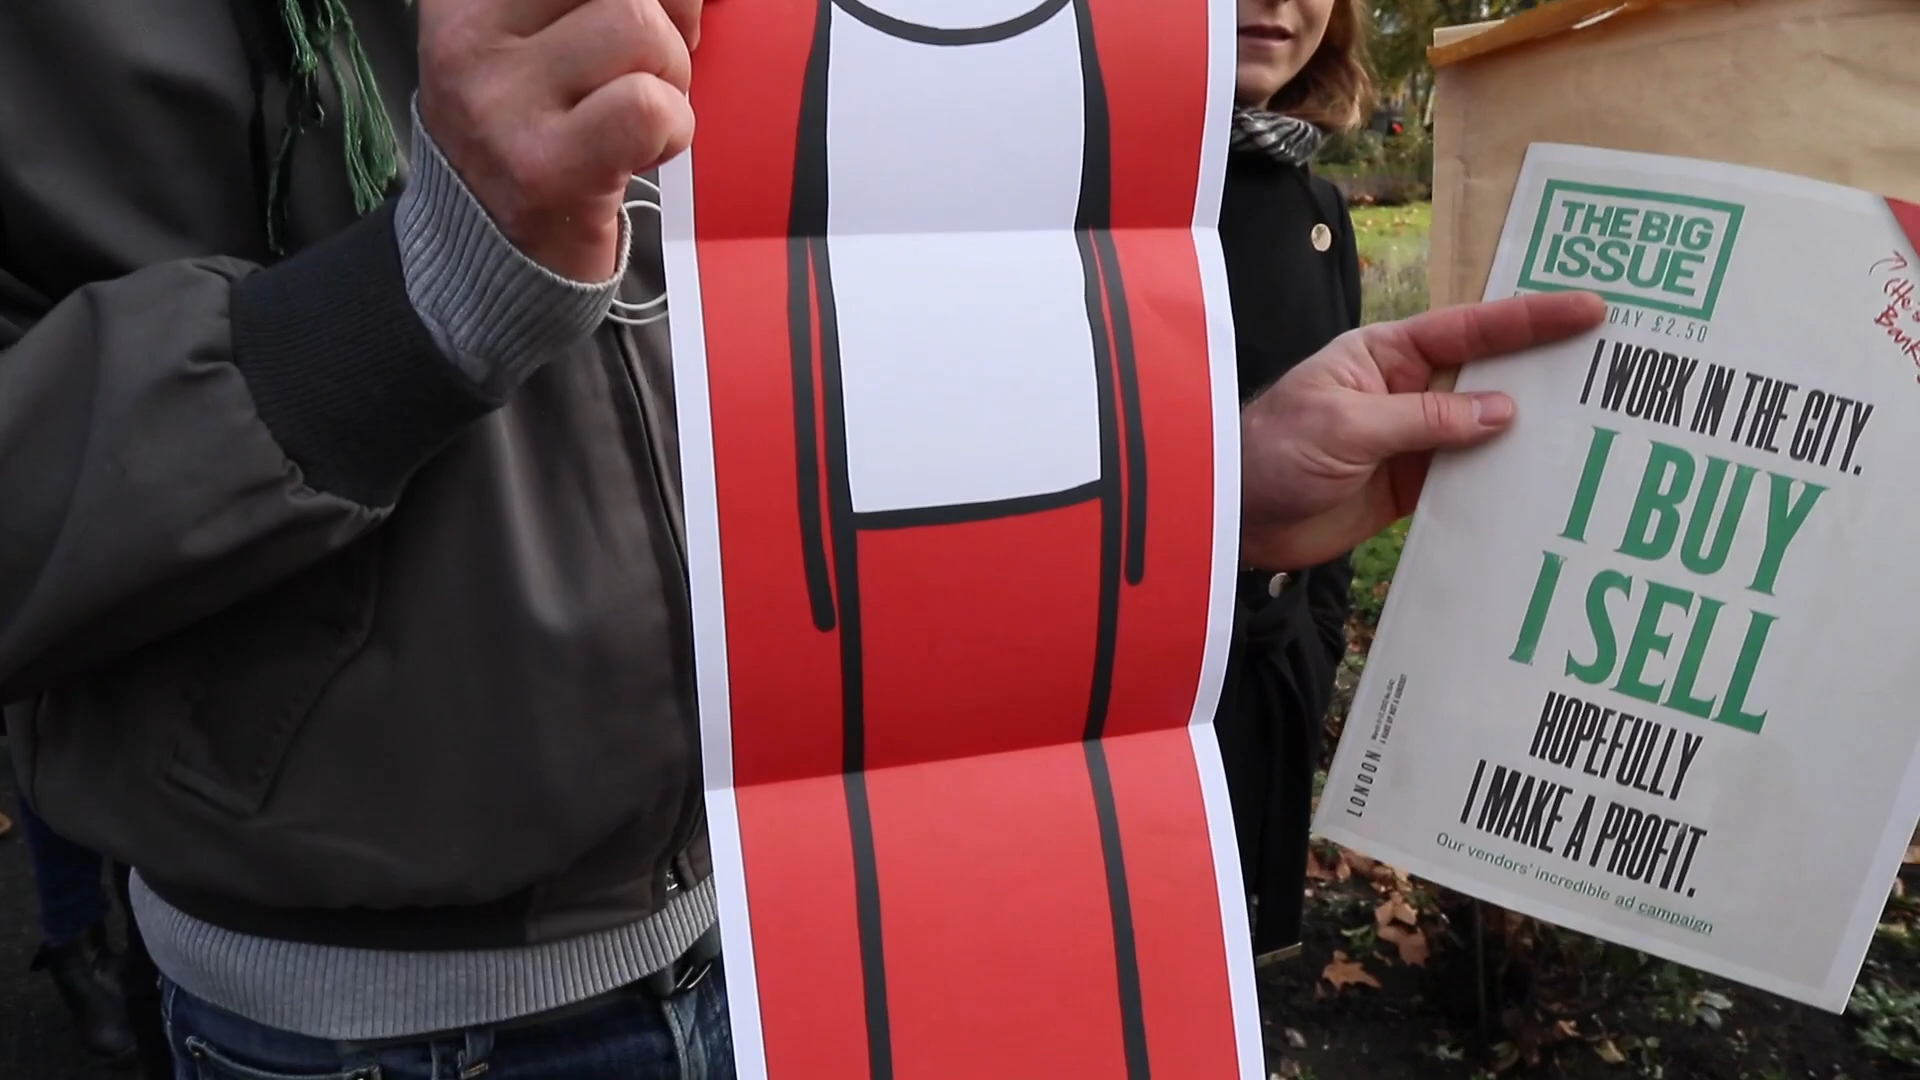 THE BIG
ISSUE
DAY £2.50
I WORK IN THE CITY.
I BUY
I SELL
HOPEFULLY
I MAKE A PROFIT.
Our vendors' incredible ad campaign
LONDON